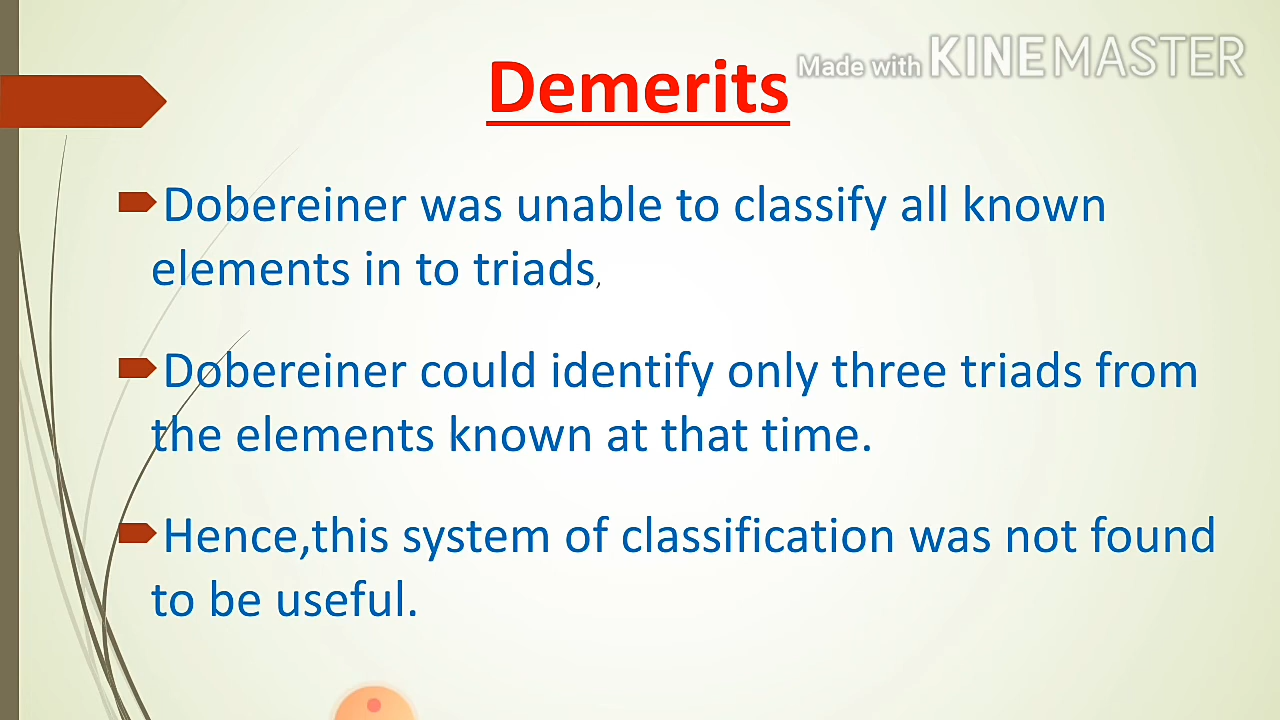 Made with KINEMASTER
Demerits
Dobereiner was unable to classify all known
elements in to triads,
Dobereiner could identify only three triads from
the elements known at that time.
Hence,this system of classification was not found
to be useful.